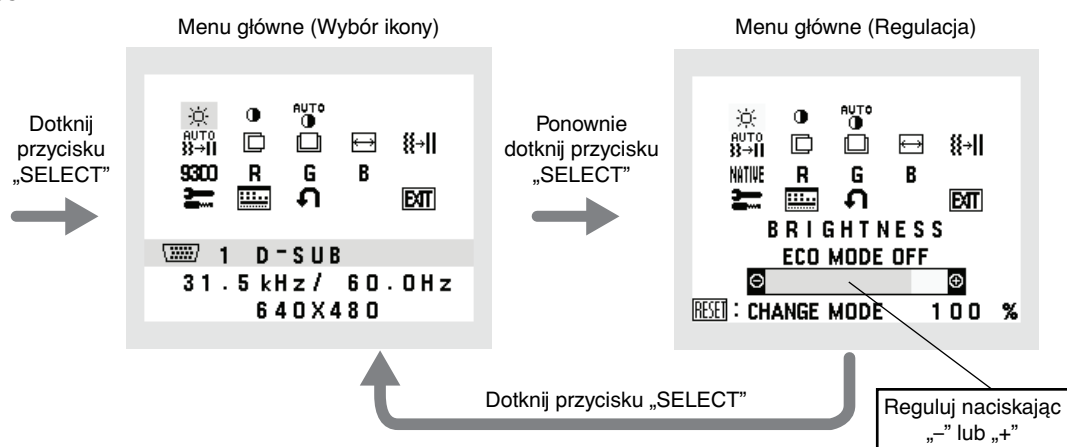 Menu główne (Wybór ikony)
Menu główne (Regulacja)
Dotknij
przycisku
„SELECT”
AUTO
AUTO
9300 R G B
EXIT
1 D-SUB
31.5 kHz/ 60.0Hz
640X480
Ponownie
dotknij przycisku
„SELECT”
AUTO
AUTO
NATIVE R G B
EXIT
BRIGHTNESS
ECO MODE OFF
RESET : CHANGE MODE 100 %
Dotknij przycisku „SELECT”
Reguluj naciskając
„–” lub „+”